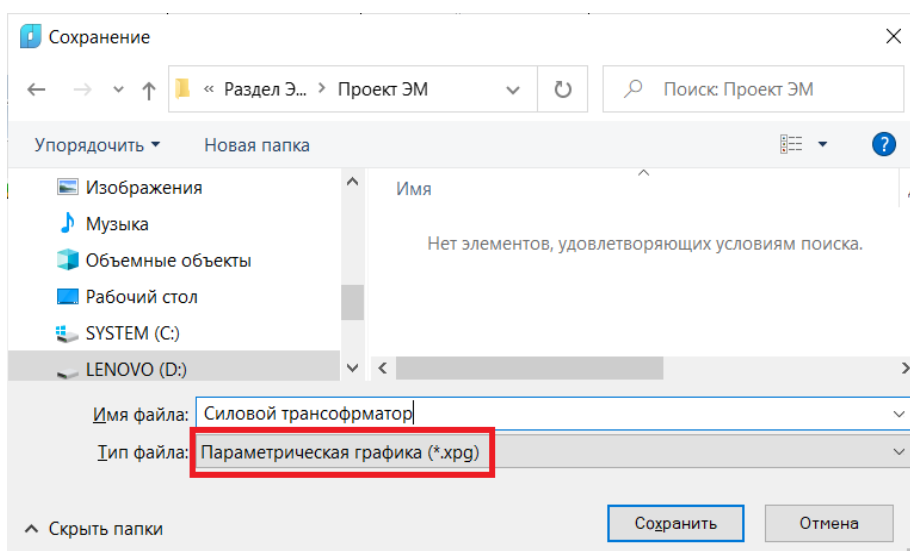 Сохранение
« Раздел Э... › Проект ЭМ
Поиск: Проект ЭМ
Упорядочить
Новая папка
?
Изображения
Имя
Музыка
Нет элементов, удовлетворяющих условиям поиска.
Объемные объекты
Рабочий стол
SYSTEM (C:)
LENOVO (D:)
Имя файла: Силовой трансофрматор
Тип файла: Параметрическая графика (*.xpg)
Скрыть папки
Сохранить
Отмена